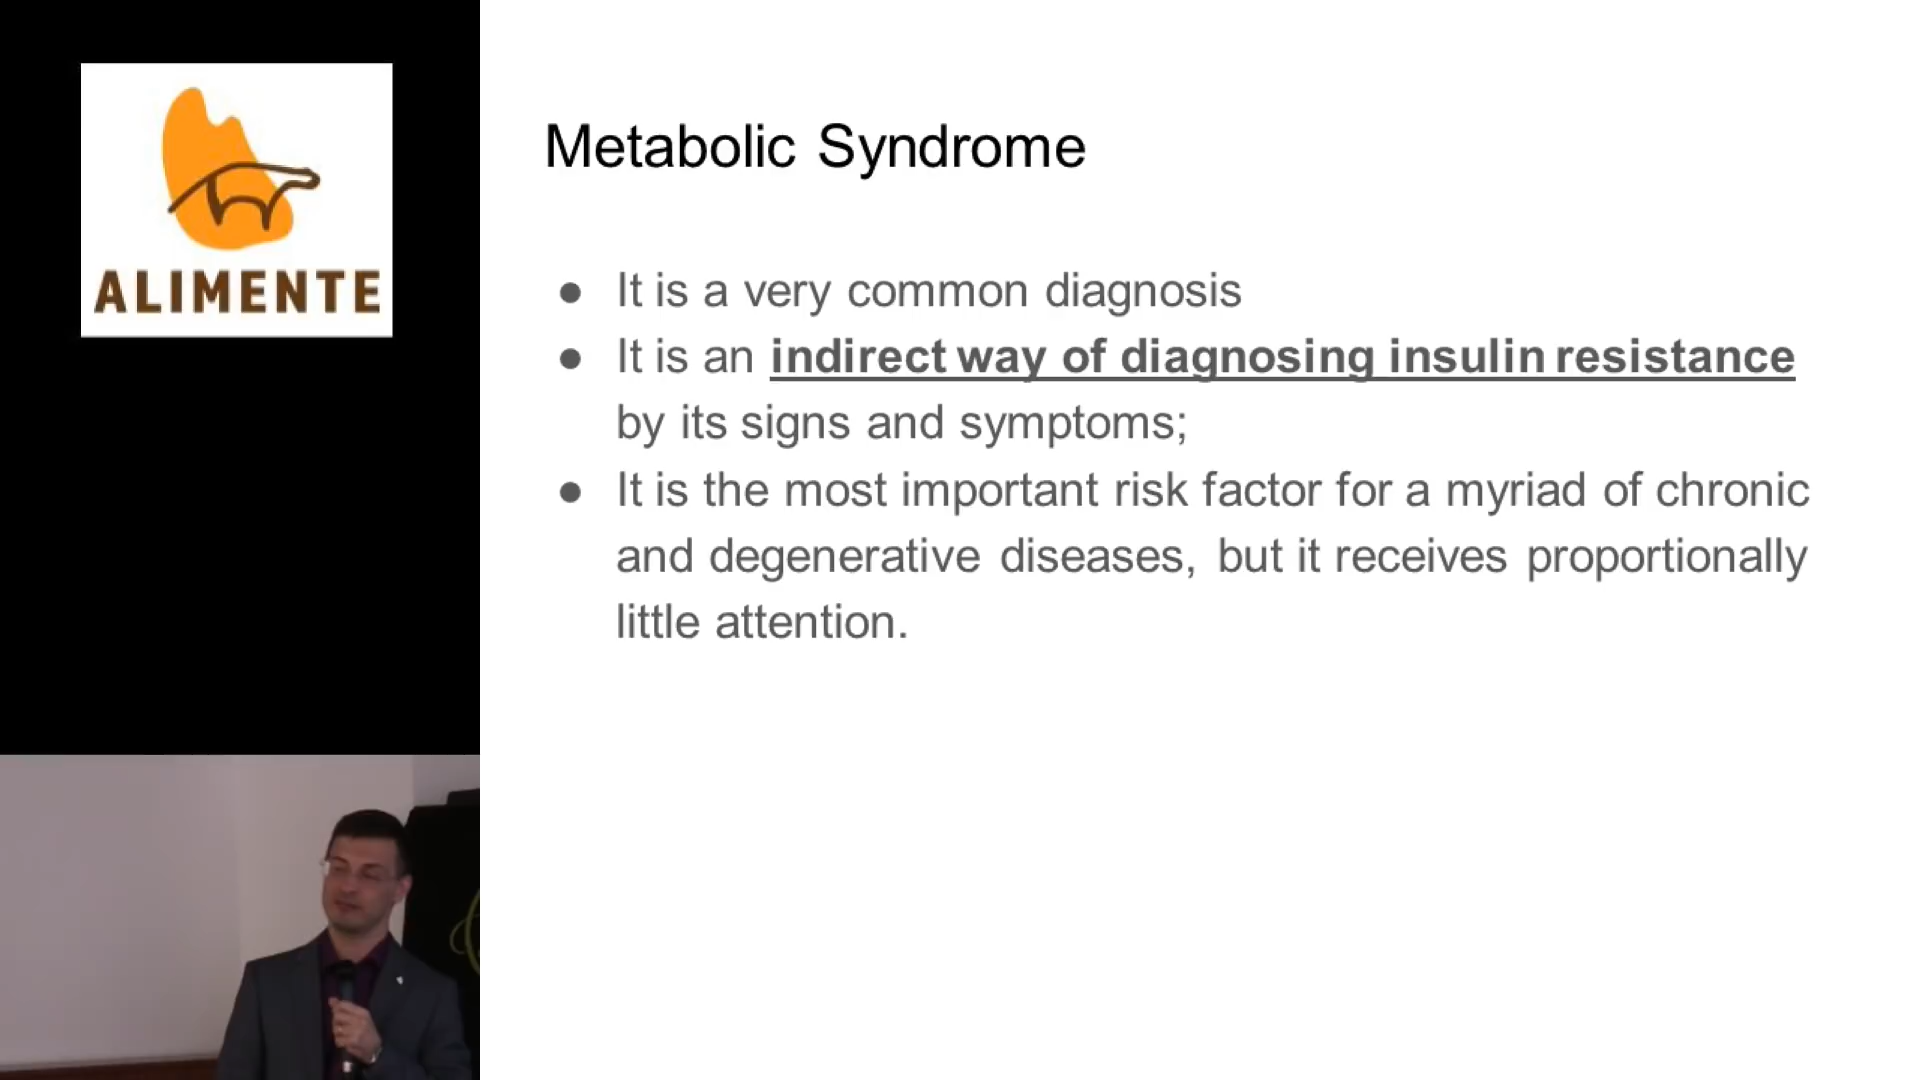 ALIMENTE
Metabolic Syndrome
● It is a very common diagnosis
● It is an indirect way of diagnosing insulin resistance
by its signs and symptoms;
● It is the most important risk factor for a myriad of chronic
and degenerative diseases, but it receives proportionally
little attention.